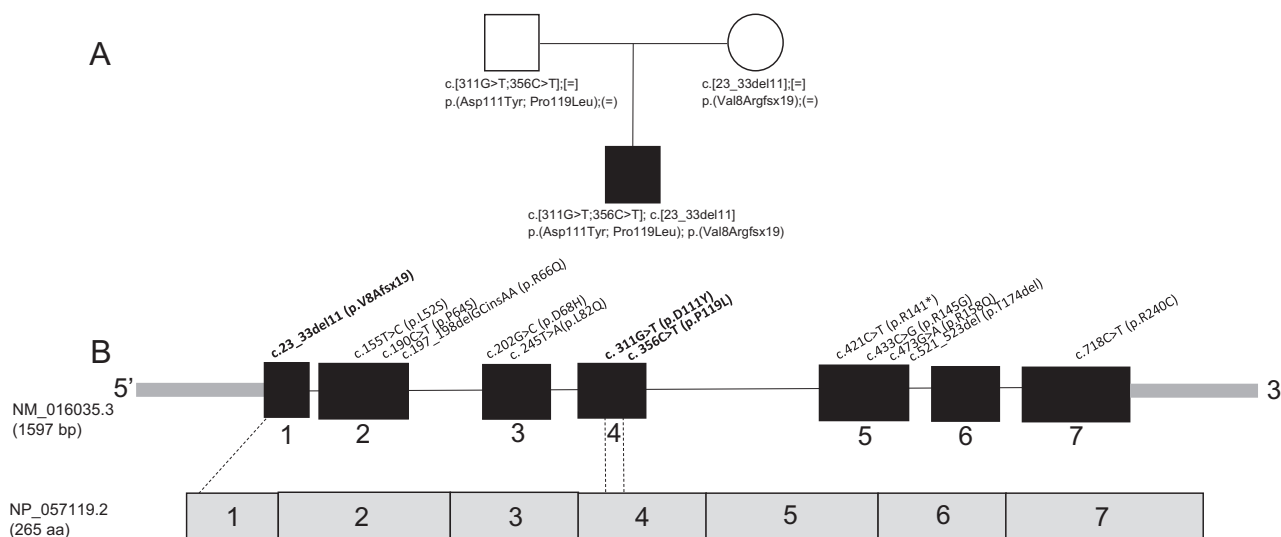 A
c.[311G>T;356C>T];[=]
p.(Asp111Tyr; Pro119Leu);(=)
c.[23_33del11];[=]
p.(Val8Argfsx19);(=)
c.[311G>T;356C>T]; c.[23_33del11]
p.(Asp111Tyr; Pro119Leu); p.(Val8Argfsx19)
B
c.23_33del11 (p.V8Afsx19)
c.155T>C (p.L52S)
c.190C>T (p.P64S)
c.197_198delGCinsAA (p.R66Q)
c.202G>C (p.D68H)
c. 245T>A(p.L82Q)
c. 311G>T (p.D111Y)
c. 356C>T (p.P119L)
c.421C>T (p.R141*)
c.433C>G (p.R145G)
c.473G>A (p.R158Q)
c.521_523del (p.T174del)
c.718C>T (p.R240C)
5’
3
NM_016035.3
(1597 bp)
1 2 3 4 5 6 7
NP_057119.2
(265 aa)
1 2 3 4 5 6 7